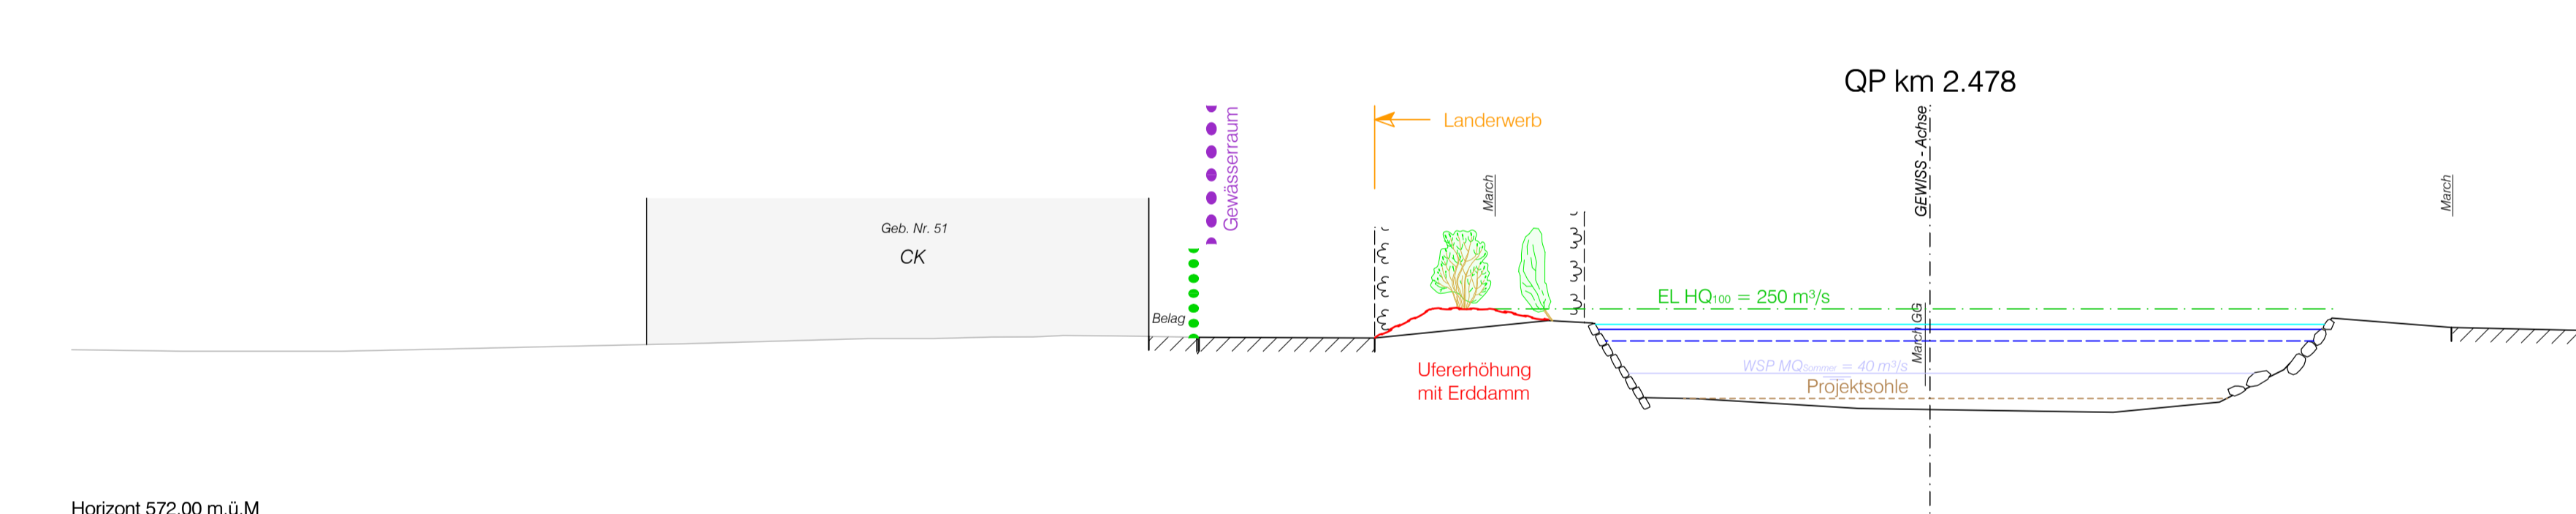 QP km 2.478
GEWISS - Achse
Gewässerraum
Landerwerb
March
March
Geb. Nr. 51
CK
Belag
EL HQ100 = 250 m³/s
March GG
WSP MQSommer = 40 m³/s
Projektsohle
Ufererhöhung
mit Erddamm
Horizont 572.00 m.ü.M